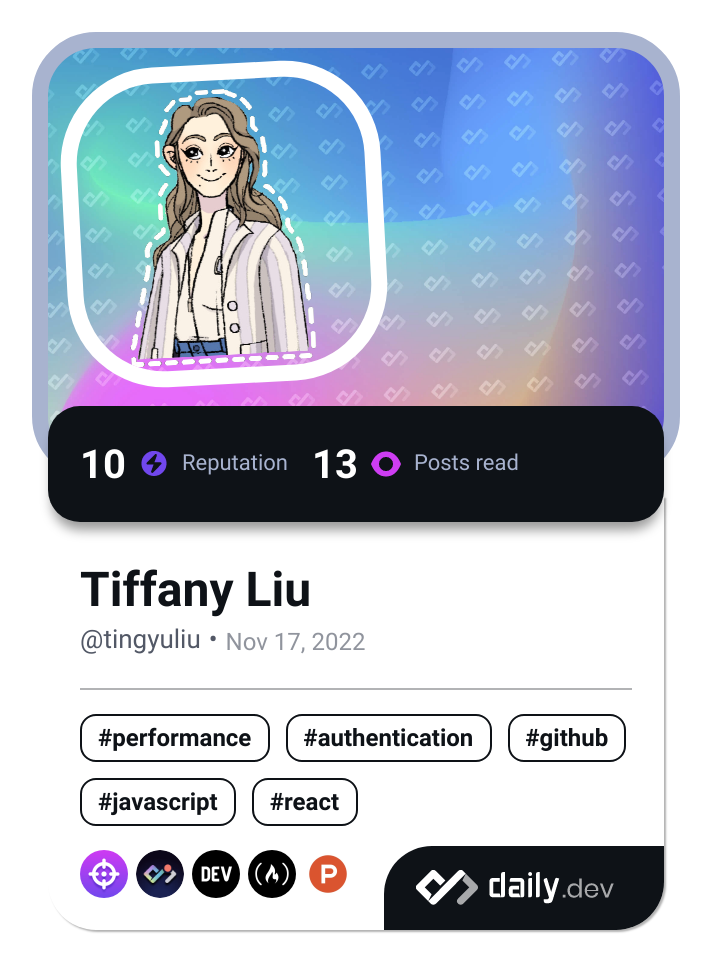 10 Reputation 13 Posts read
Tiffany Liu
@tingyuliu • Nov 17, 2022
#performance #authentication #github
#javascript #react
DEV P
daily.dev